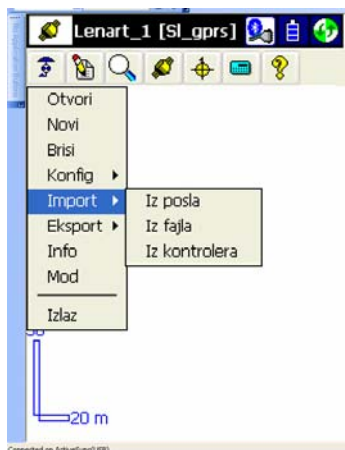 Lenart_1 [Sl_gprs]
Otvori
Novi
Brisi
Konfig
Import
Iz posla
Eksport
Iz fajla
Info
Iz kontrolera
Mod
Izlaz
20 m